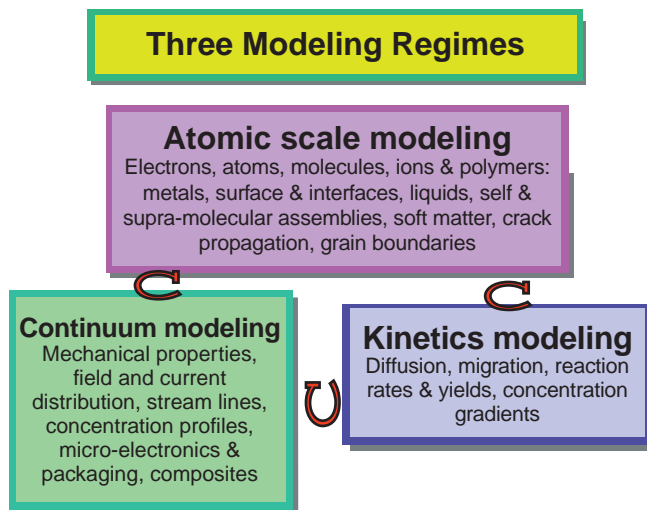 Three Modeling Regimes
Atomic scale modeling
Electrons, atoms, molecules, ions & polymers:
metals, surface & interfaces, liquids, self &
supra-molecular assemblies, soft matter, crack
propagation, grain boundaries
Continuum modeling
Mechanical properties,
field and current
distribution, stream lines,
concentration profiles,
micro-electronics &
packaging, composites
Kinetics modeling
Diffusion, migration, reaction
rates & yields, concentration
gradients